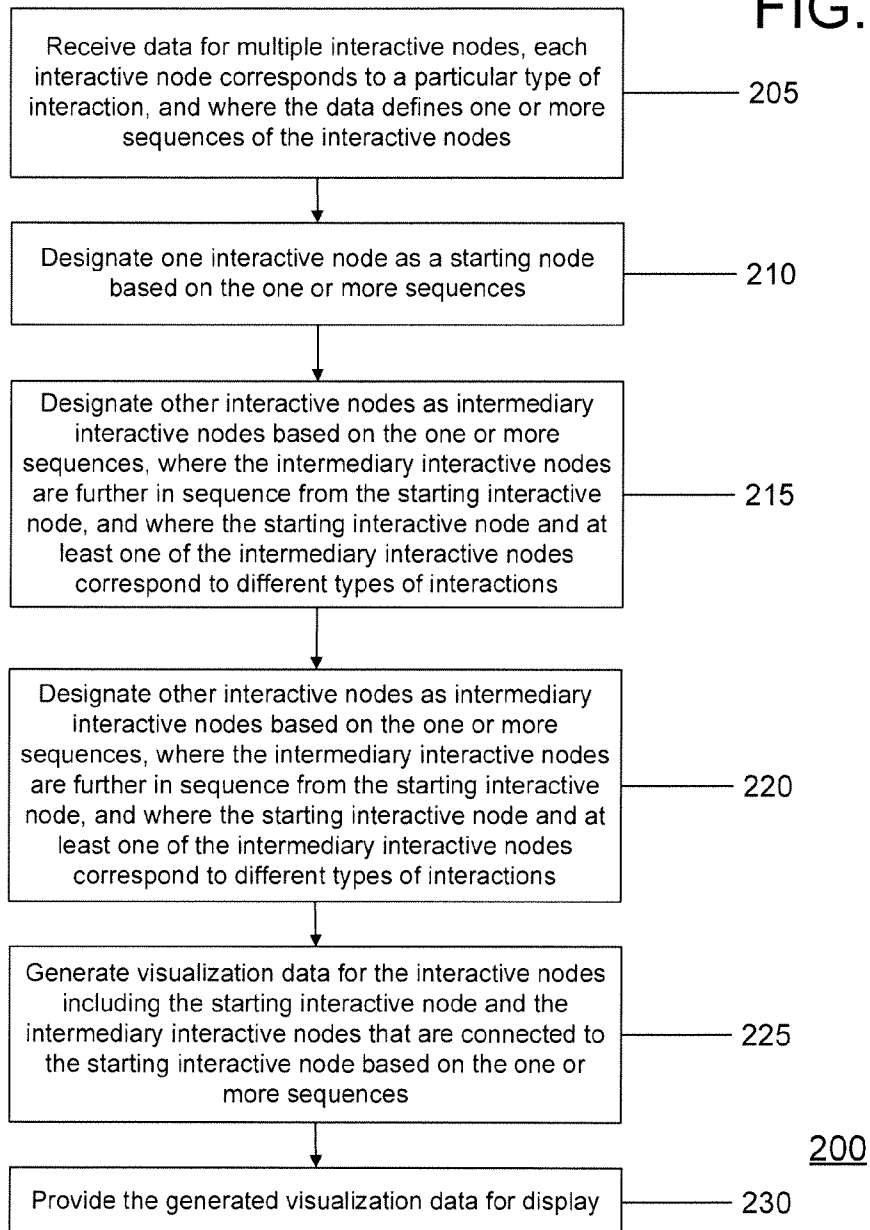 FIG.
Receive data for multiple interactive nodes, each
interactive node corresponds to a particular type of
interaction, and where the data defines one or more
sequences of the interactive nodes
205
Designate one interactive node as a starting node
based on the one or more sequences
210
Designate other interactive nodes as intermediary
interactive nodes based on the one or more
sequences, where the intermediary interactive nodes
are further in sequence from the starting interactive
node, and where the starting interactive node and at
least one of the intermediary interactive nodes
correspond to different types of interactions
215
Designate other interactive nodes as intermediary
interactive nodes based on the one or more
sequences, where the intermediary interactive nodes
are further in sequence from the starting interactive
node, and where the starting interactive node and at
least one of the intermediary interactive nodes
correspond to different types of interactions
220
Generate visualization data for the interactive nodes
including the starting interactive node and the
intermediary interactive nodes that are connected to
the starting interactive node based on the one or
more sequences
225
200
Provide the generated visualization data for display
230